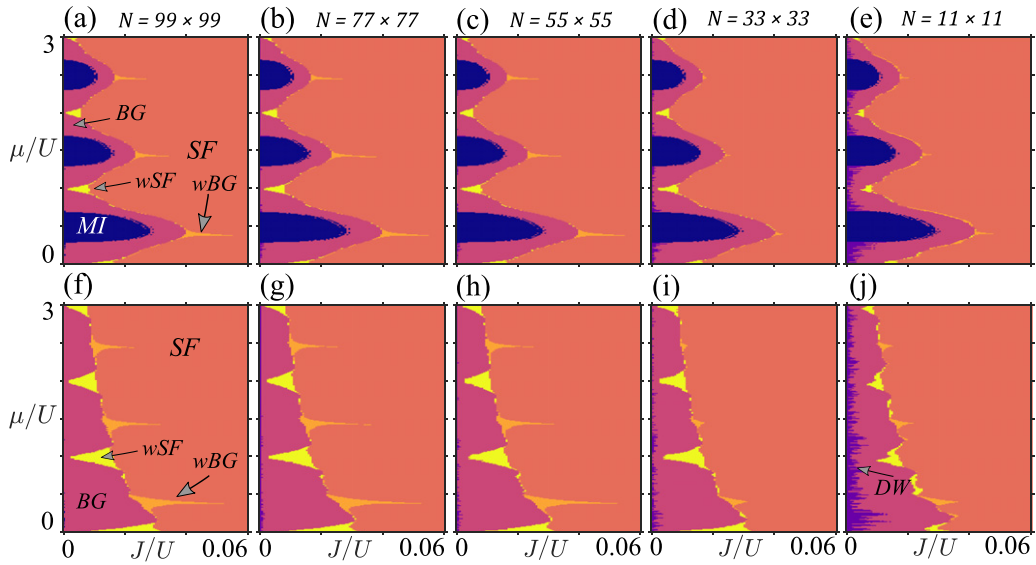 (a) N = 99 × 99 (b) N = 77 × 77 (c) N = 55 × 55 (d) N = 33 × 33 (e) N = 11 × 11
3
BG
μ/U SF
wSF wBG
MI
0
(f) (g) (h) (i) (j)
3
SF
μ/U
wSF wBG
BG DW
0
0 J/U 0.06 0 J/U 0.06 0 J/U 0.06 0 J/U 0.06 0 J/U 0.06